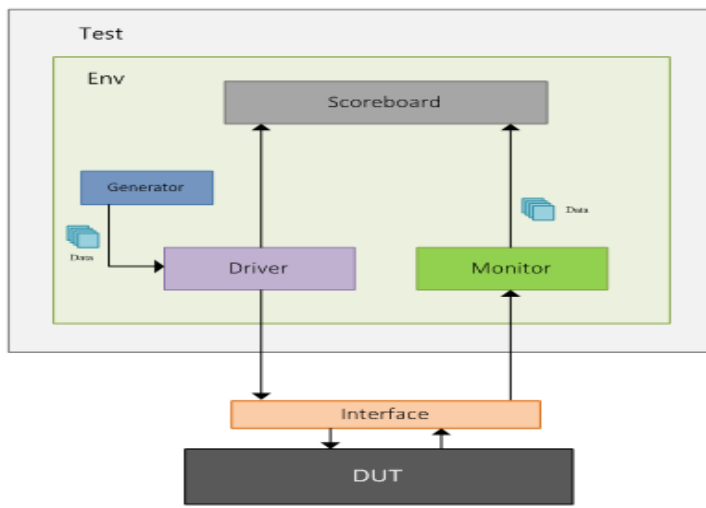 Test
Env
Scoreboard
Generator
Data
Data
Driver
Monitor
Interface
DUT